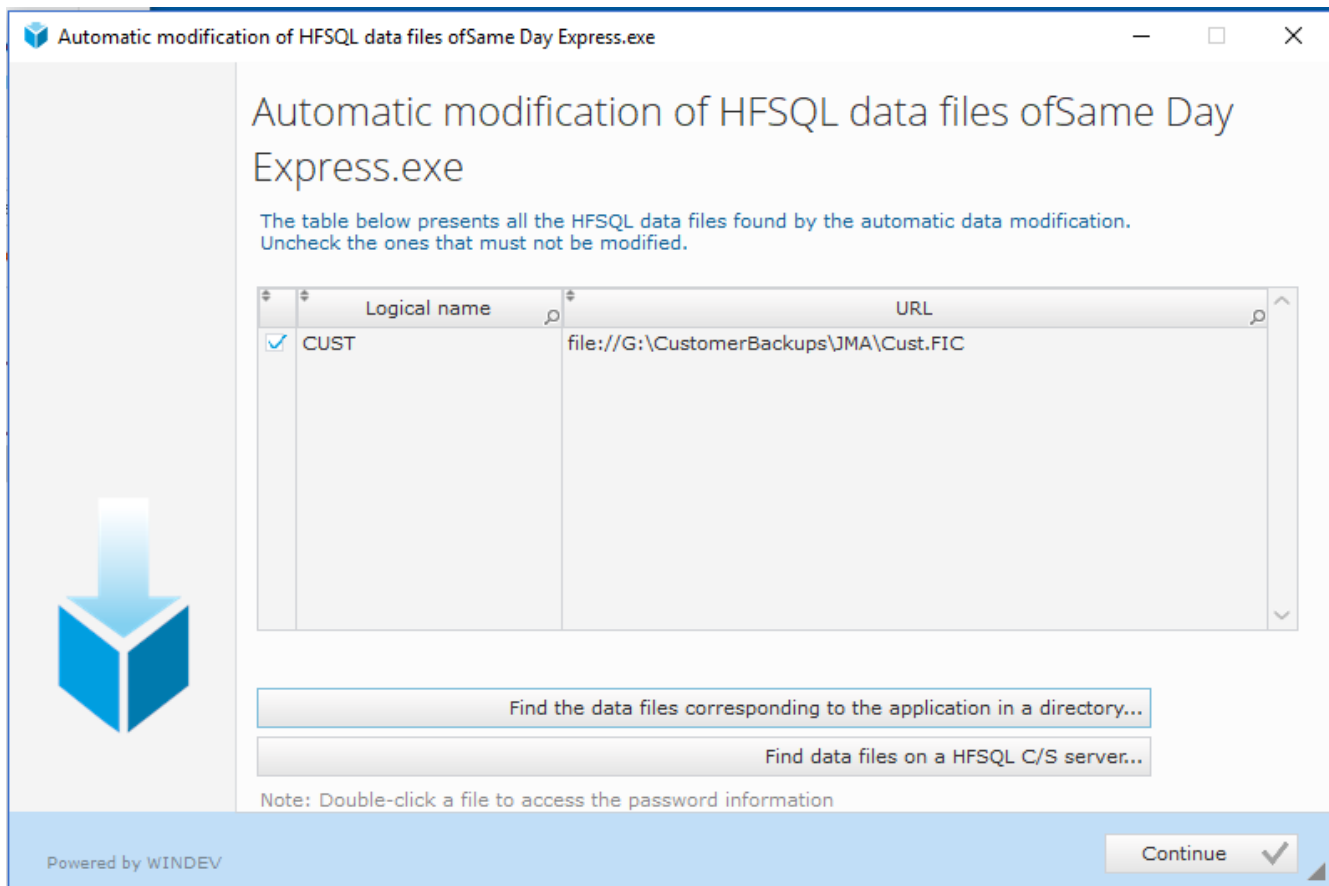 Automatic modification of HFSQL data files ofSame Day Express.exe
Automatic modification of HFSQL data files ofSame Day
Express.exe
The table below presents all the HFSQL data files found by the automatic data modification.
Uncheck the ones that must not be modified.
Logical name URL
CUST file://G:\CustomerBackups\JMA\Cust.FIC
Find the data files corresponding to the application in a directory...
Find data files on a HFSQL C/S server...
Note: Double-click a file to access the password information
Powered by WINDEV
Continue